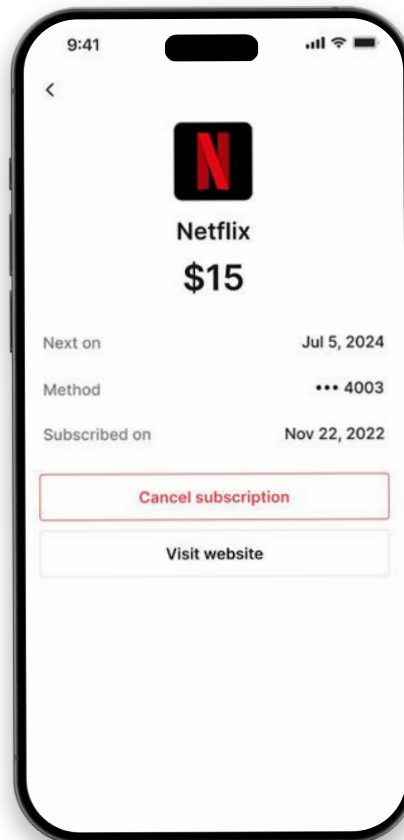 9:41
N
Netflix
$15
Next on Jul 5, 2024
Method ••• 4003
Subscribed on Nov 22, 2022
Cancel subscription
Visit website